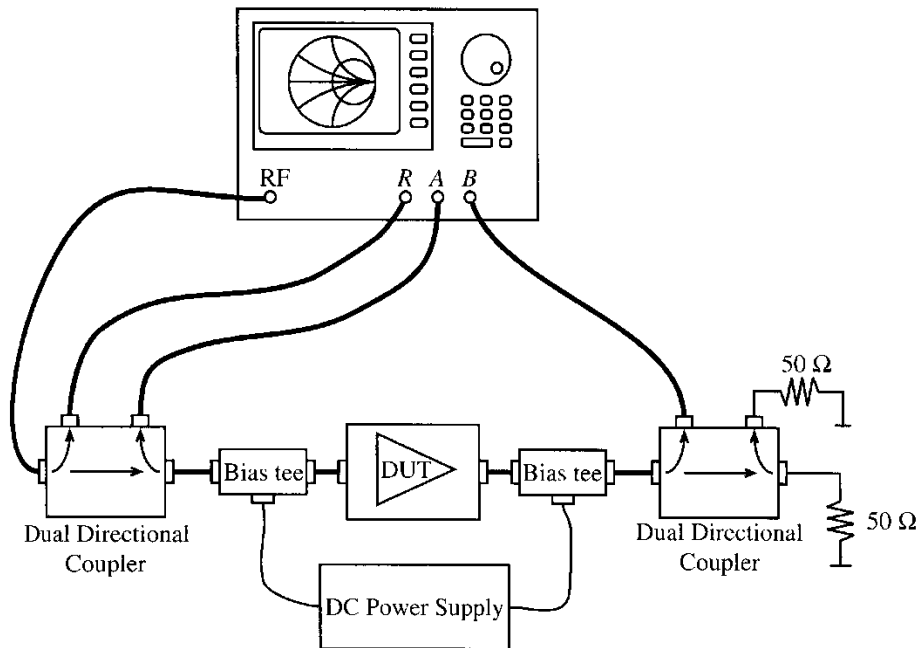 RF
R A B
50 Ω
Bias tee
DUT
Bias tee
50 Ω
Dual Directional
Coupler
Dual Directional
Coupler
DC Power Supply